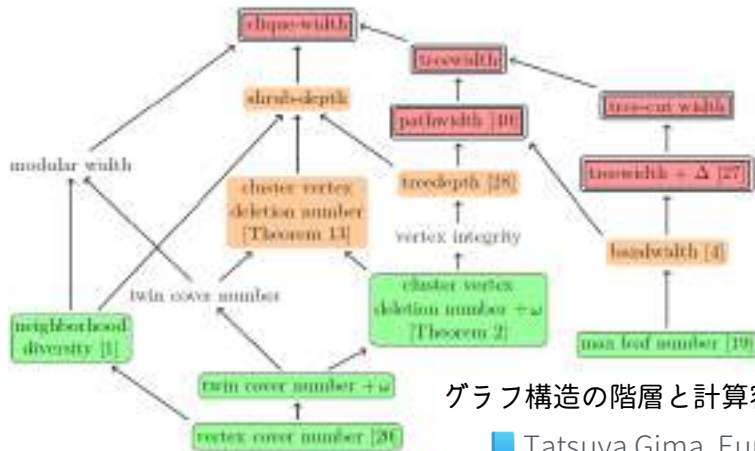 clique-width
treewidth
shrub-depth
tree-cut width
pathwidth
modular width
cluster vertex
deletion number
[Theorem 13]
treedepth [28]
treewidth + Δ [27]
vertex integrity
bandwidth [4]
twin cover number
cluster vertex
deletion number + ω
[Theorem 2]
neighborhood
diversity [1]
max leaf number [19]
twin cover number + ω
グラフ構造の階層と計算
vertex cover number [20]
Tatsuya Gima,